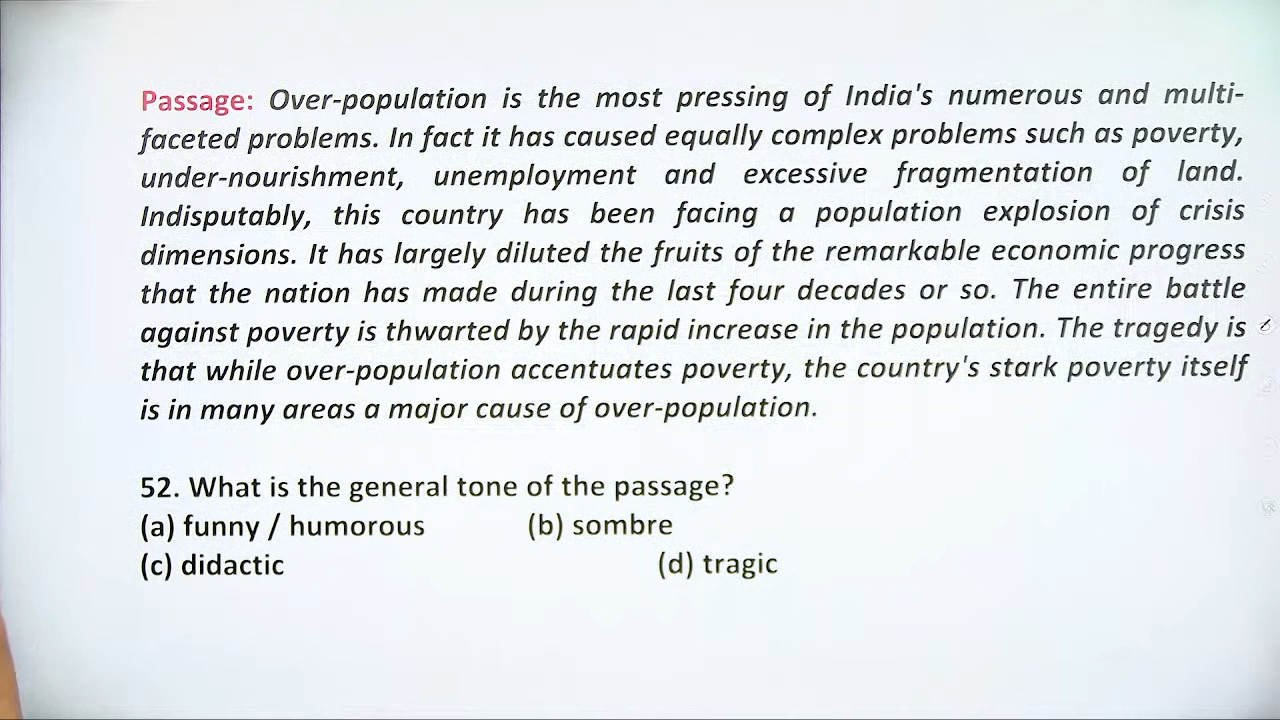 Passage: Over-population is the most pressing of India's numerous and multi-
faceted problems. In fact it has caused equally complex problems such as poverty,
under-nourishment, unemployment and excessive fragmentation of land.
Indisputably, this country has been facing a population explosion of crisis
dimensions. It has largely diluted the fruits of the remarkable economic progress
that the nation has made during the last four decades or so. The entire battle
against poverty is thwarted by the rapid increase in the population. The tragedy is
that while over-population accentuates poverty, the country's stark poverty itself
is in many areas a major cause of over-population.
52. What is the general tone of the passage?
(a) funny / humorous (b) sombre
(c) didactic (d) tragic